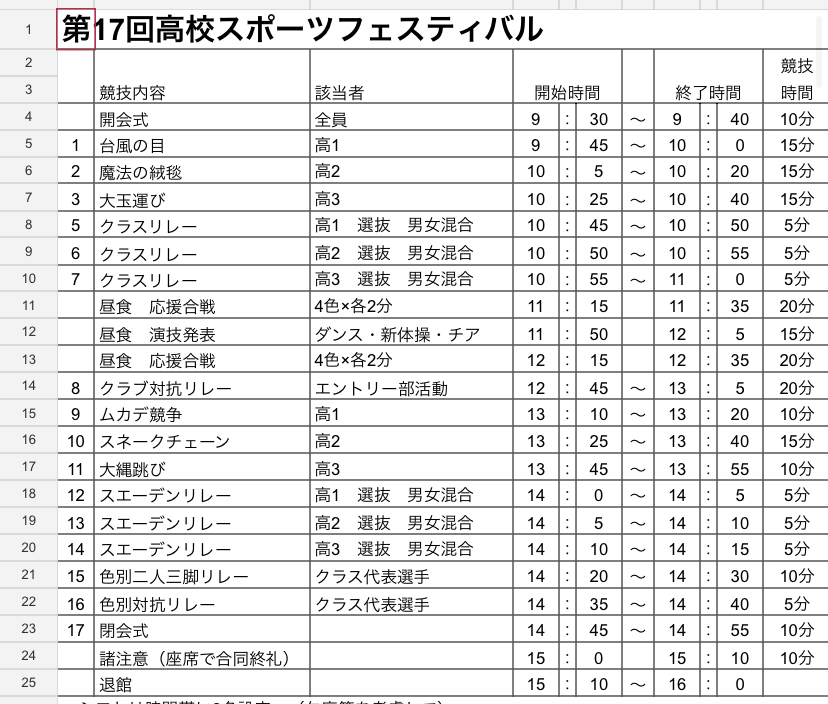 1 第17回高校スポーツフェスティバル
2 競技
3 競技内容 該当者 開始時間 終了時間 時間
4 開会式 全員 9 : 30 ～ 9 : 40 10分
5 1 台風の目 高1 9 : 45 ～ 10 : 0 15分
6 2 魔法の絨毯 高2 10 : 5 ～ 10 : 20 15分
7 3 大玉運び 高3 10 : 25 ～ 10 : 40 15分
8 5 クラスリレー 高1 選抜 男女混合 10 : 45 ～ 10 : 50 5分
9 6 クラスリレー 高2 選抜 男女混合 10 : 50 ～ 10 : 55 5分
10 7 クラスリレー 高3 選抜 男女混合 10 : 55 ～ 11 : 0 5分
11 昼食 応援合戦 4色×各2分 11 : 15 11 : 35 20分
12 昼食 演技発表 ダンス・新体操・チア 11 : 50 12 : 5 15分
13 昼食 応援合戦 4色×各2分 12 : 15 12 : 35 20分
14 8 クラブ対抗リレー エントリー部活動 12 : 45 ～ 13 : 5 20分
15 9 ムカデ競争 高1 13 : 10 ～ 13 : 20 10分
16 10 スネークチェーン 高2 13 : 25 ～ 13 : 40 15分
17 11 大縄跳び 高3 13 : 45 ～ 13 : 55 10分
18 12 スエーデンリレー 高1 選抜 男女混合 14 : 0 ～ 14 : 5 5分
19 13 スエーデンリレー 高2 選抜 男女混合 14 : 5 ～ 14 : 10 5分
20 14 スエーデンリレー 高3 選抜 男女混合 14 : 10 ～ 14 : 15 5分
21 15 色別二人三脚リレー クラス代表選手 14 : 20 ～ 14 : 30 10分
22 16 色別対抗リレー クラス代表選手 14 : 35 ～ 14 : 40 5分
23 17 閉会式 14 : 45 ～ 14 : 55 10分
24 諸注意（座席で合同終礼） 15 : 0 15 : 10 10分
25 退館 15 : 10 ～ 16 : 0